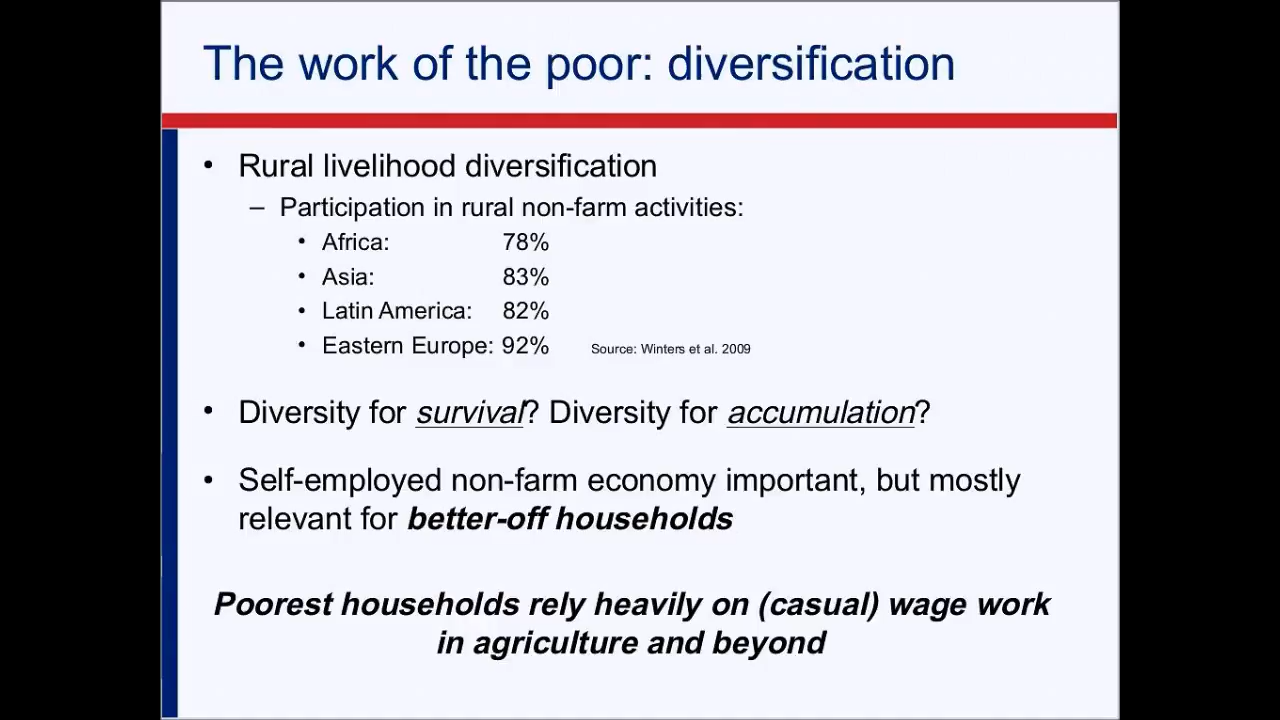 The work of the poor: diversification
• Rural livelihood diversification
– Participation in rural non-farm activities:
• Africa: 78%
• Asia: 83%
• Latin America: 82%
• Eastern Europe: 92% Source: Winters et al. 2009
• Diversity for survival? Diversity for accumulation?
• Self-employed non-farm economy important, but mostly
relevant for better-off households
Poorest households rely heavily on (casual) wage work
in agriculture and beyond